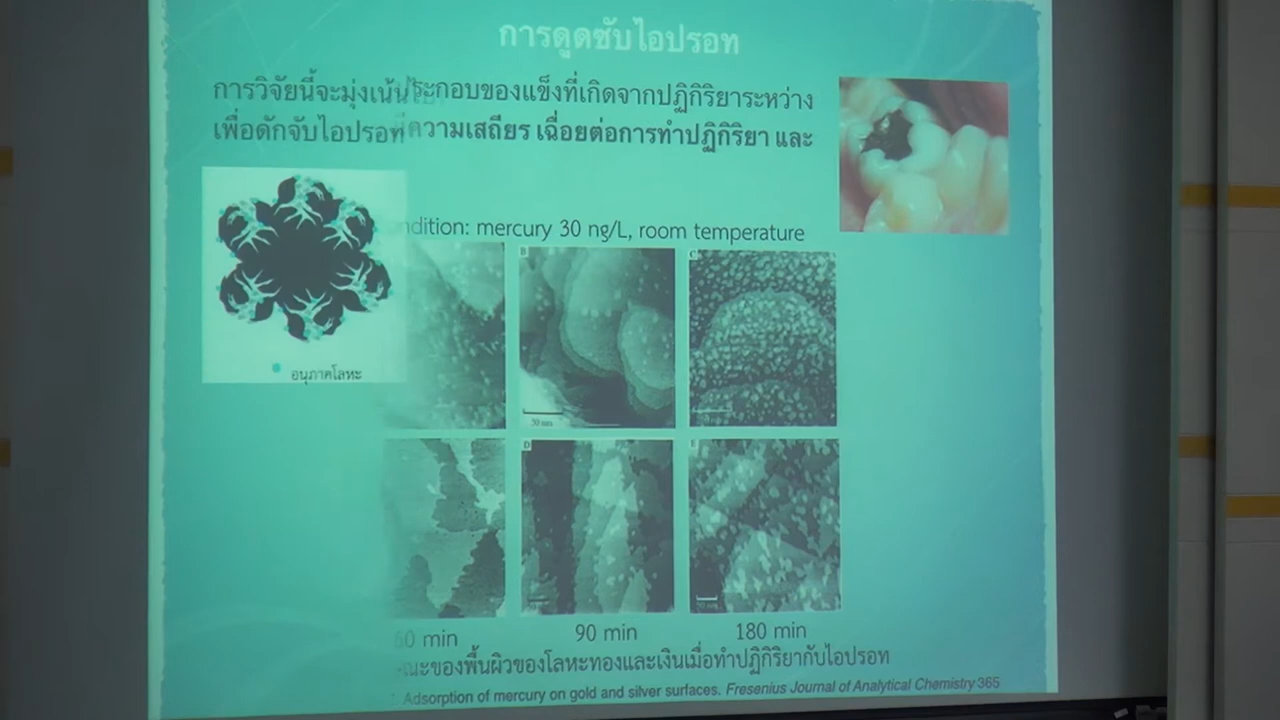 การดูดซับไอปรอท
การวิจัยนี้จะมุ่งเน้น ประกอบของแข็งที่เกิดจากปฏิกิริยาระหว่าง
เพื่อดักจับไอปรอท ความเสถียร เฉื่อยต่อการทำปฏิกิริยา และ
ndition: mercury 30 ng/L, room temperature
B
C
50 nm
อนุภาคโลหะ
D
E
60 min
90 min
180 min
ณะของพื้นผิวของโลหะทองและเงินเมื่อทำปฏิกิริยากับไอปรอท
Adsorption of mercury on gold and silver surfaces. Fresenius Journal of Analytical Chemistry 365